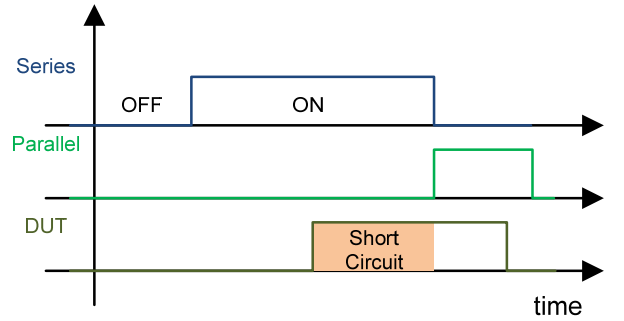 Series
OFF
ON
Parallel
DUT
Short
Circuit
time